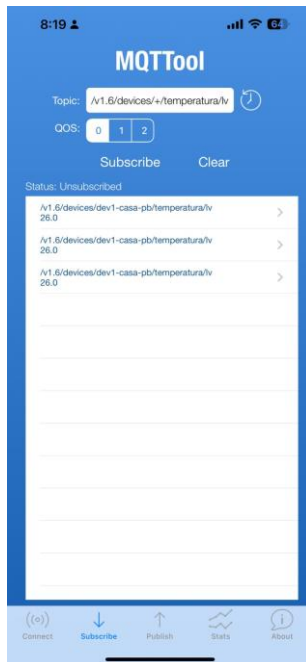 8:19
64
MQTTool
Topic: /v1.6/devices/+/temperatura/lv
QOS: 0 1 2
Subscribe Clear
Status: Unsubscribed
/v1.6/devices/dev1-casa-pb/temperatura/lv
26.0
/v1.6/devices/dev1-casa-pb/temperatura/lv
26.0
/v1.6/devices/dev1-casa-pb/temperatura/lv
26.0
Connect Subscribe Publish Stats About